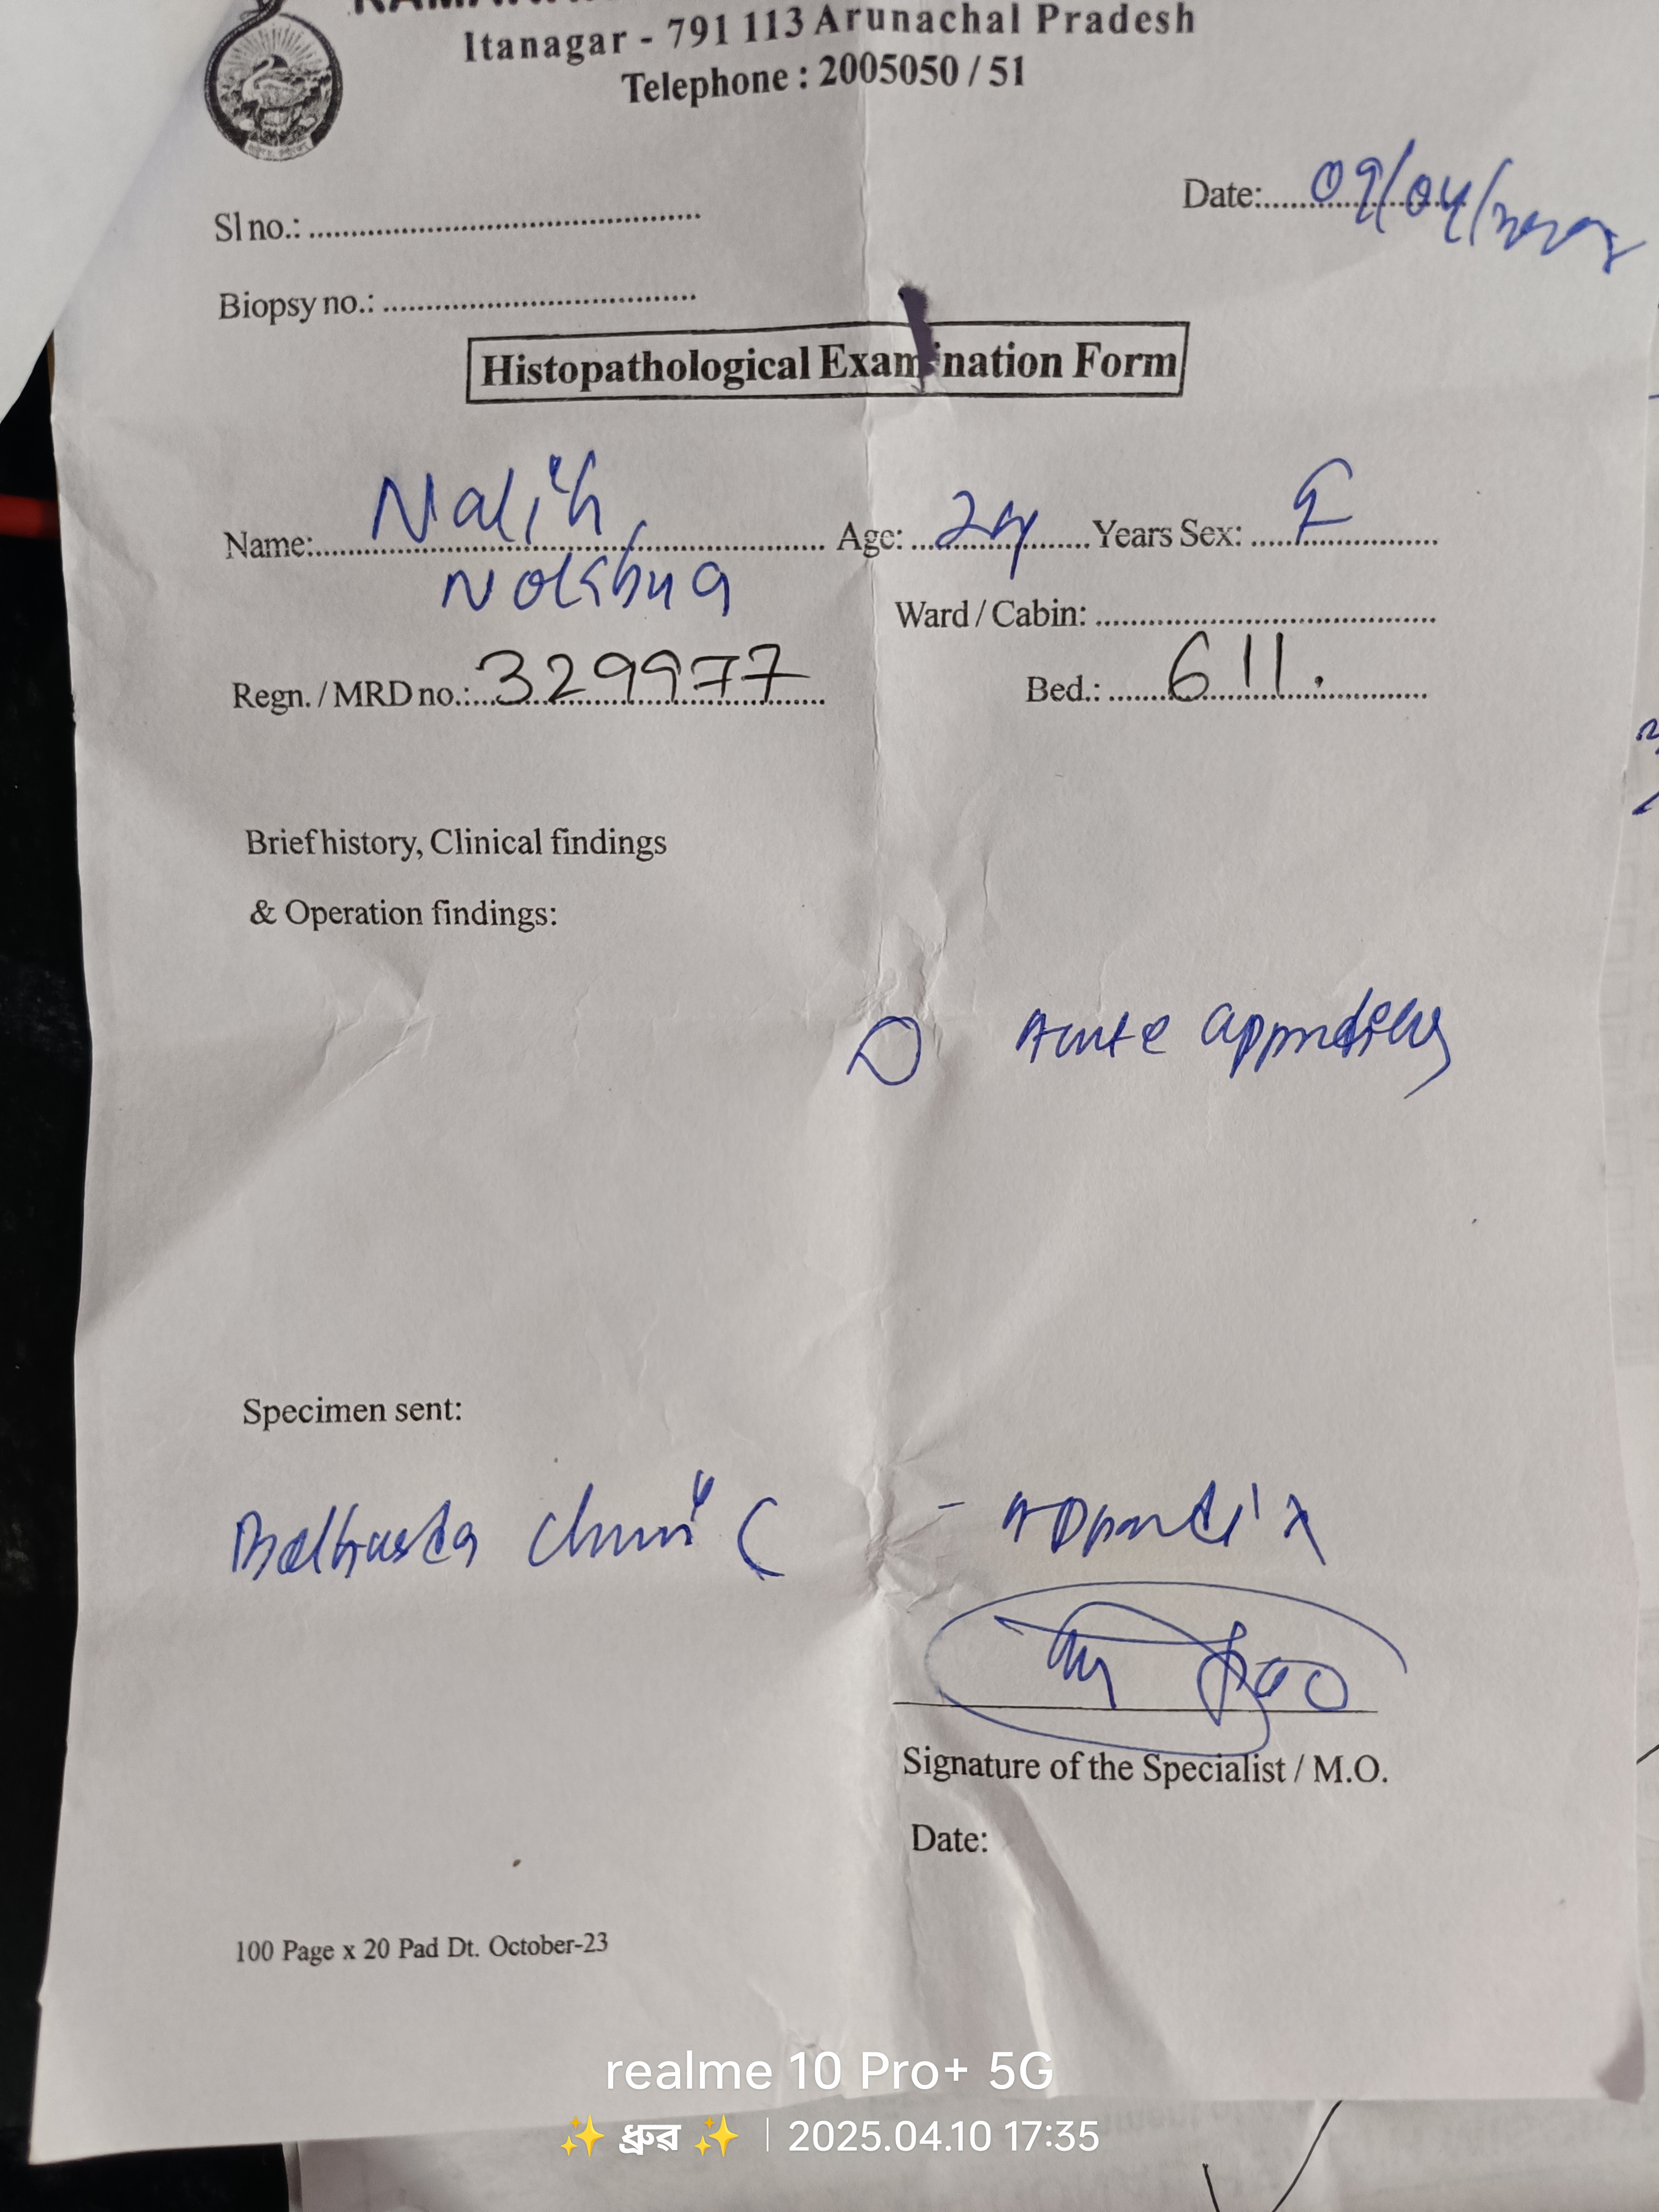 Itanagar - 791 113 Arunachal Pradesh
Telephone : 2005050 / 51
Date: 09/04/2025
Sl no.:
Biopsy no.:
Histopathological Examination Form
Name: Age: 24 Years Sex: F
Ward / Cabin:
Regn. / MRD no.: 329977 Bed.: 611.
Brief history, Clinical findings
& Operation findings:
Acute appendicitis
Specimen sent:
- Appendix
Signature of the Specialist / M.O.
Date:
100 Page x 20 Pad Dt. October-23
realme 10 Pro+ 5G
✨ ধ্রুৱ ✨ | 2025.04.10 17:35